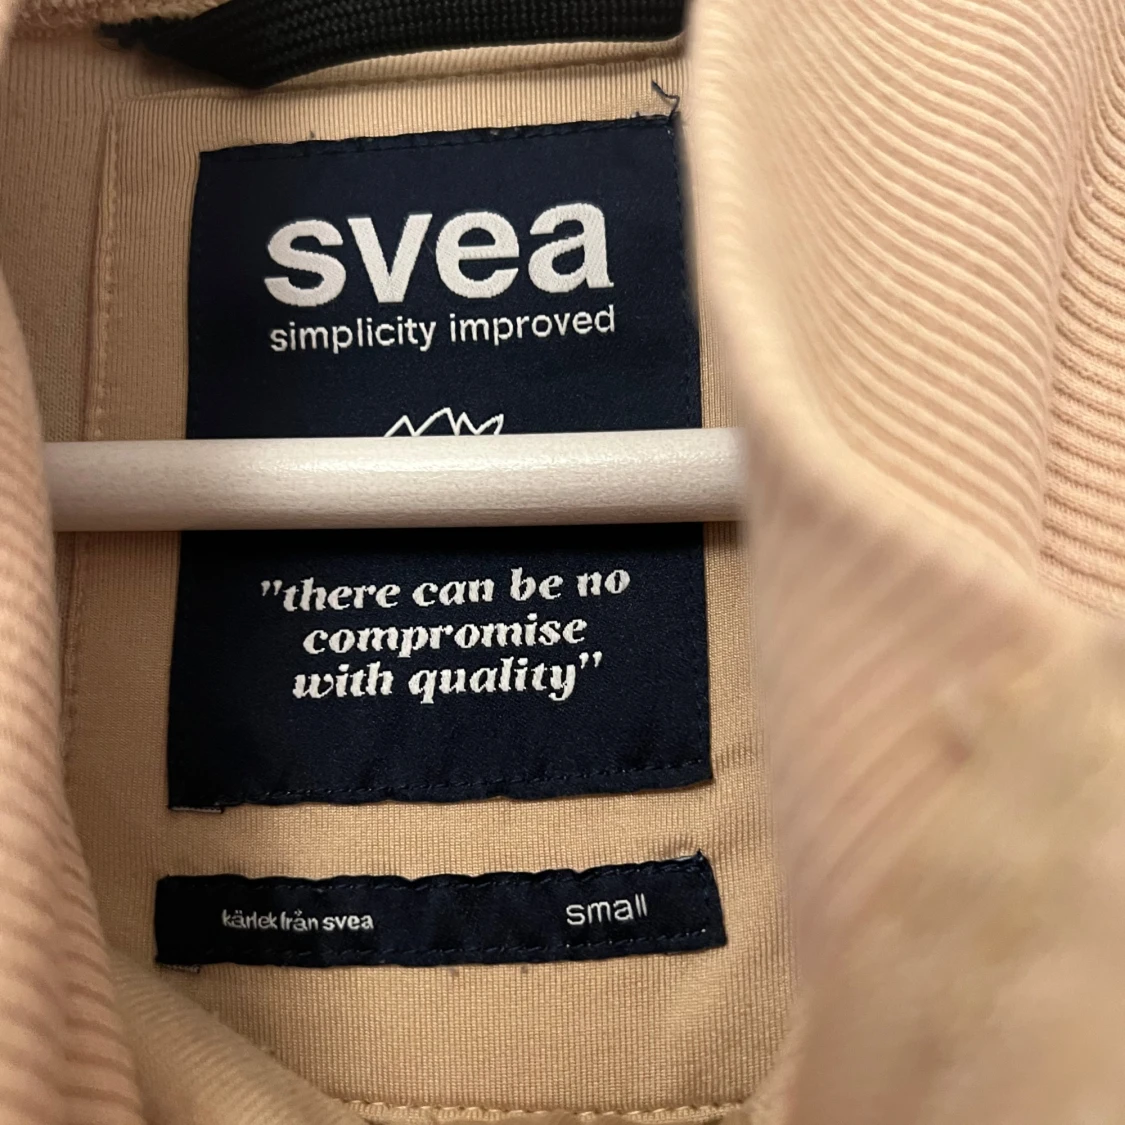 svea
simplicity improved
"there can be no
compromise
with quality"
kärlek från svea
small